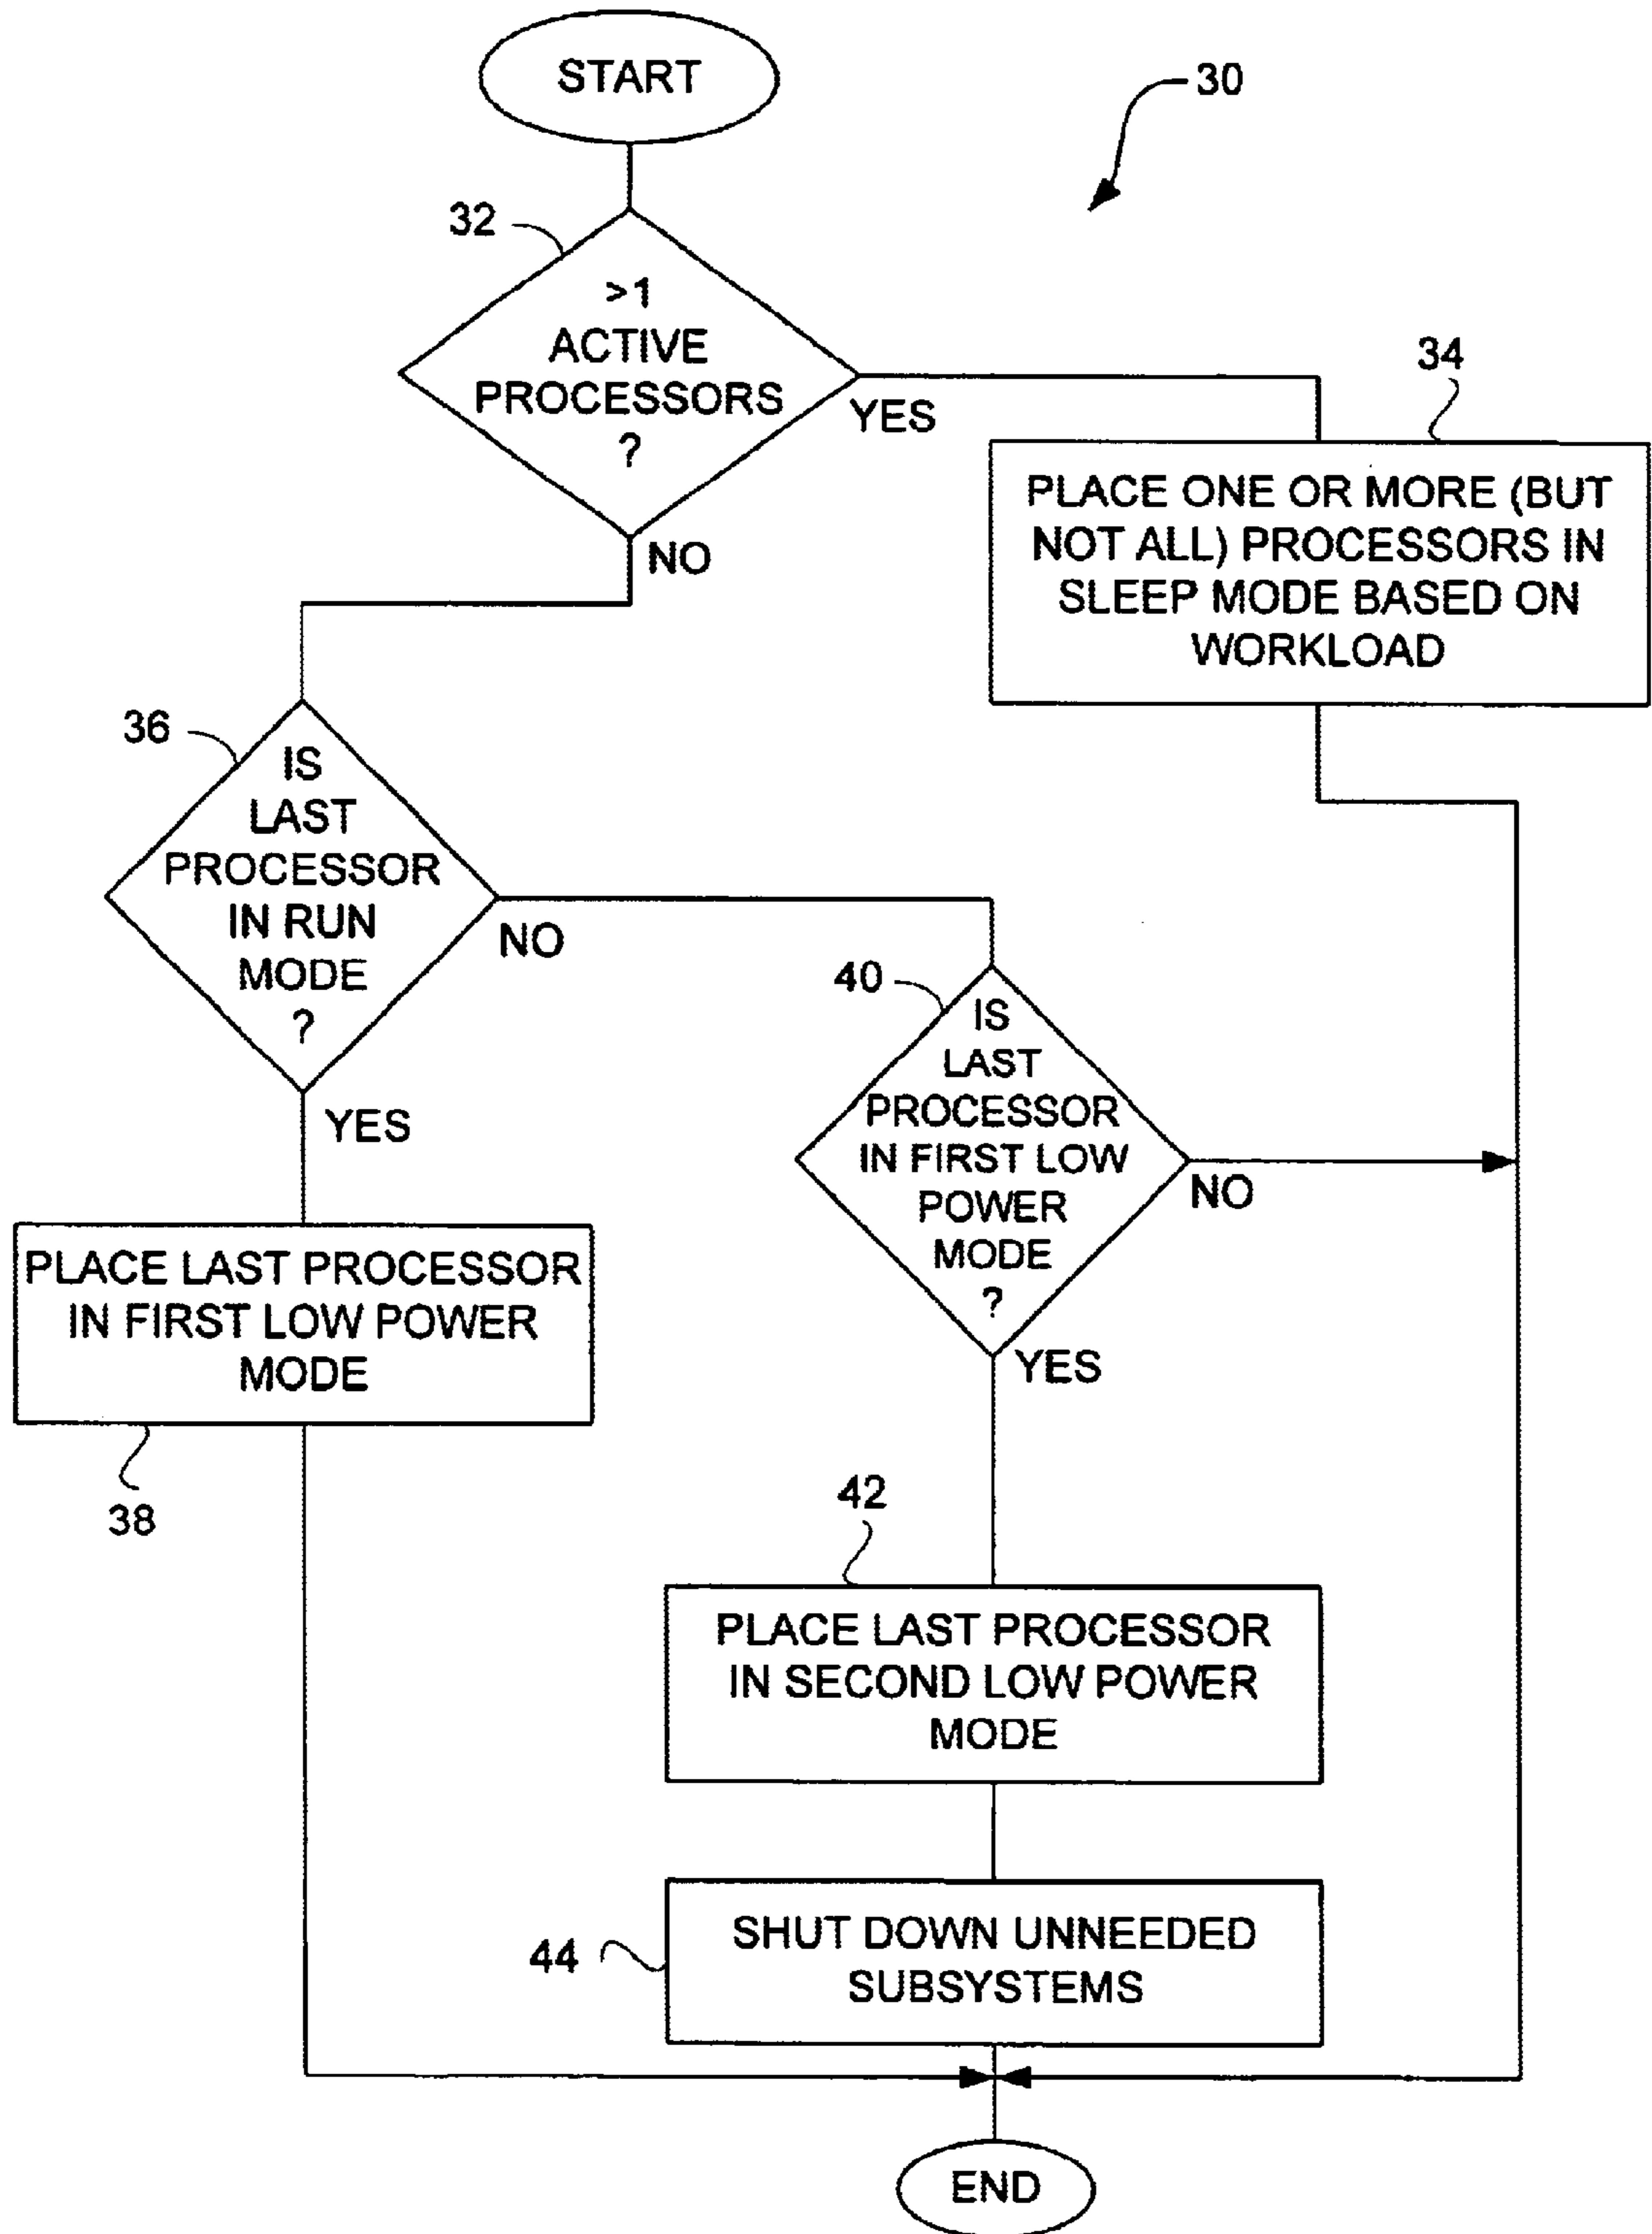 START
30
32
>1
ACTIVE
PROCESSORS
?
YES
NO
34
PLACE ONE OR MORE (BUT
NOT ALL) PROCESSORS IN
SLEEP MODE BASED ON
WORKLOAD
36
IS
LAST
PROCESSOR
IN RUN
MODE
?
NO
YES
40
IS
LAST
PROCESSOR
IN FIRST LOW
POWER
MODE
?
NO
YES
PLACE LAST PROCESSOR
IN FIRST LOW POWER
MODE
38
42
PLACE LAST PROCESSOR
IN SECOND LOW POWER
MODE
44
SHUT DOWN UNNEEDED
SUBSYSTEMS
END